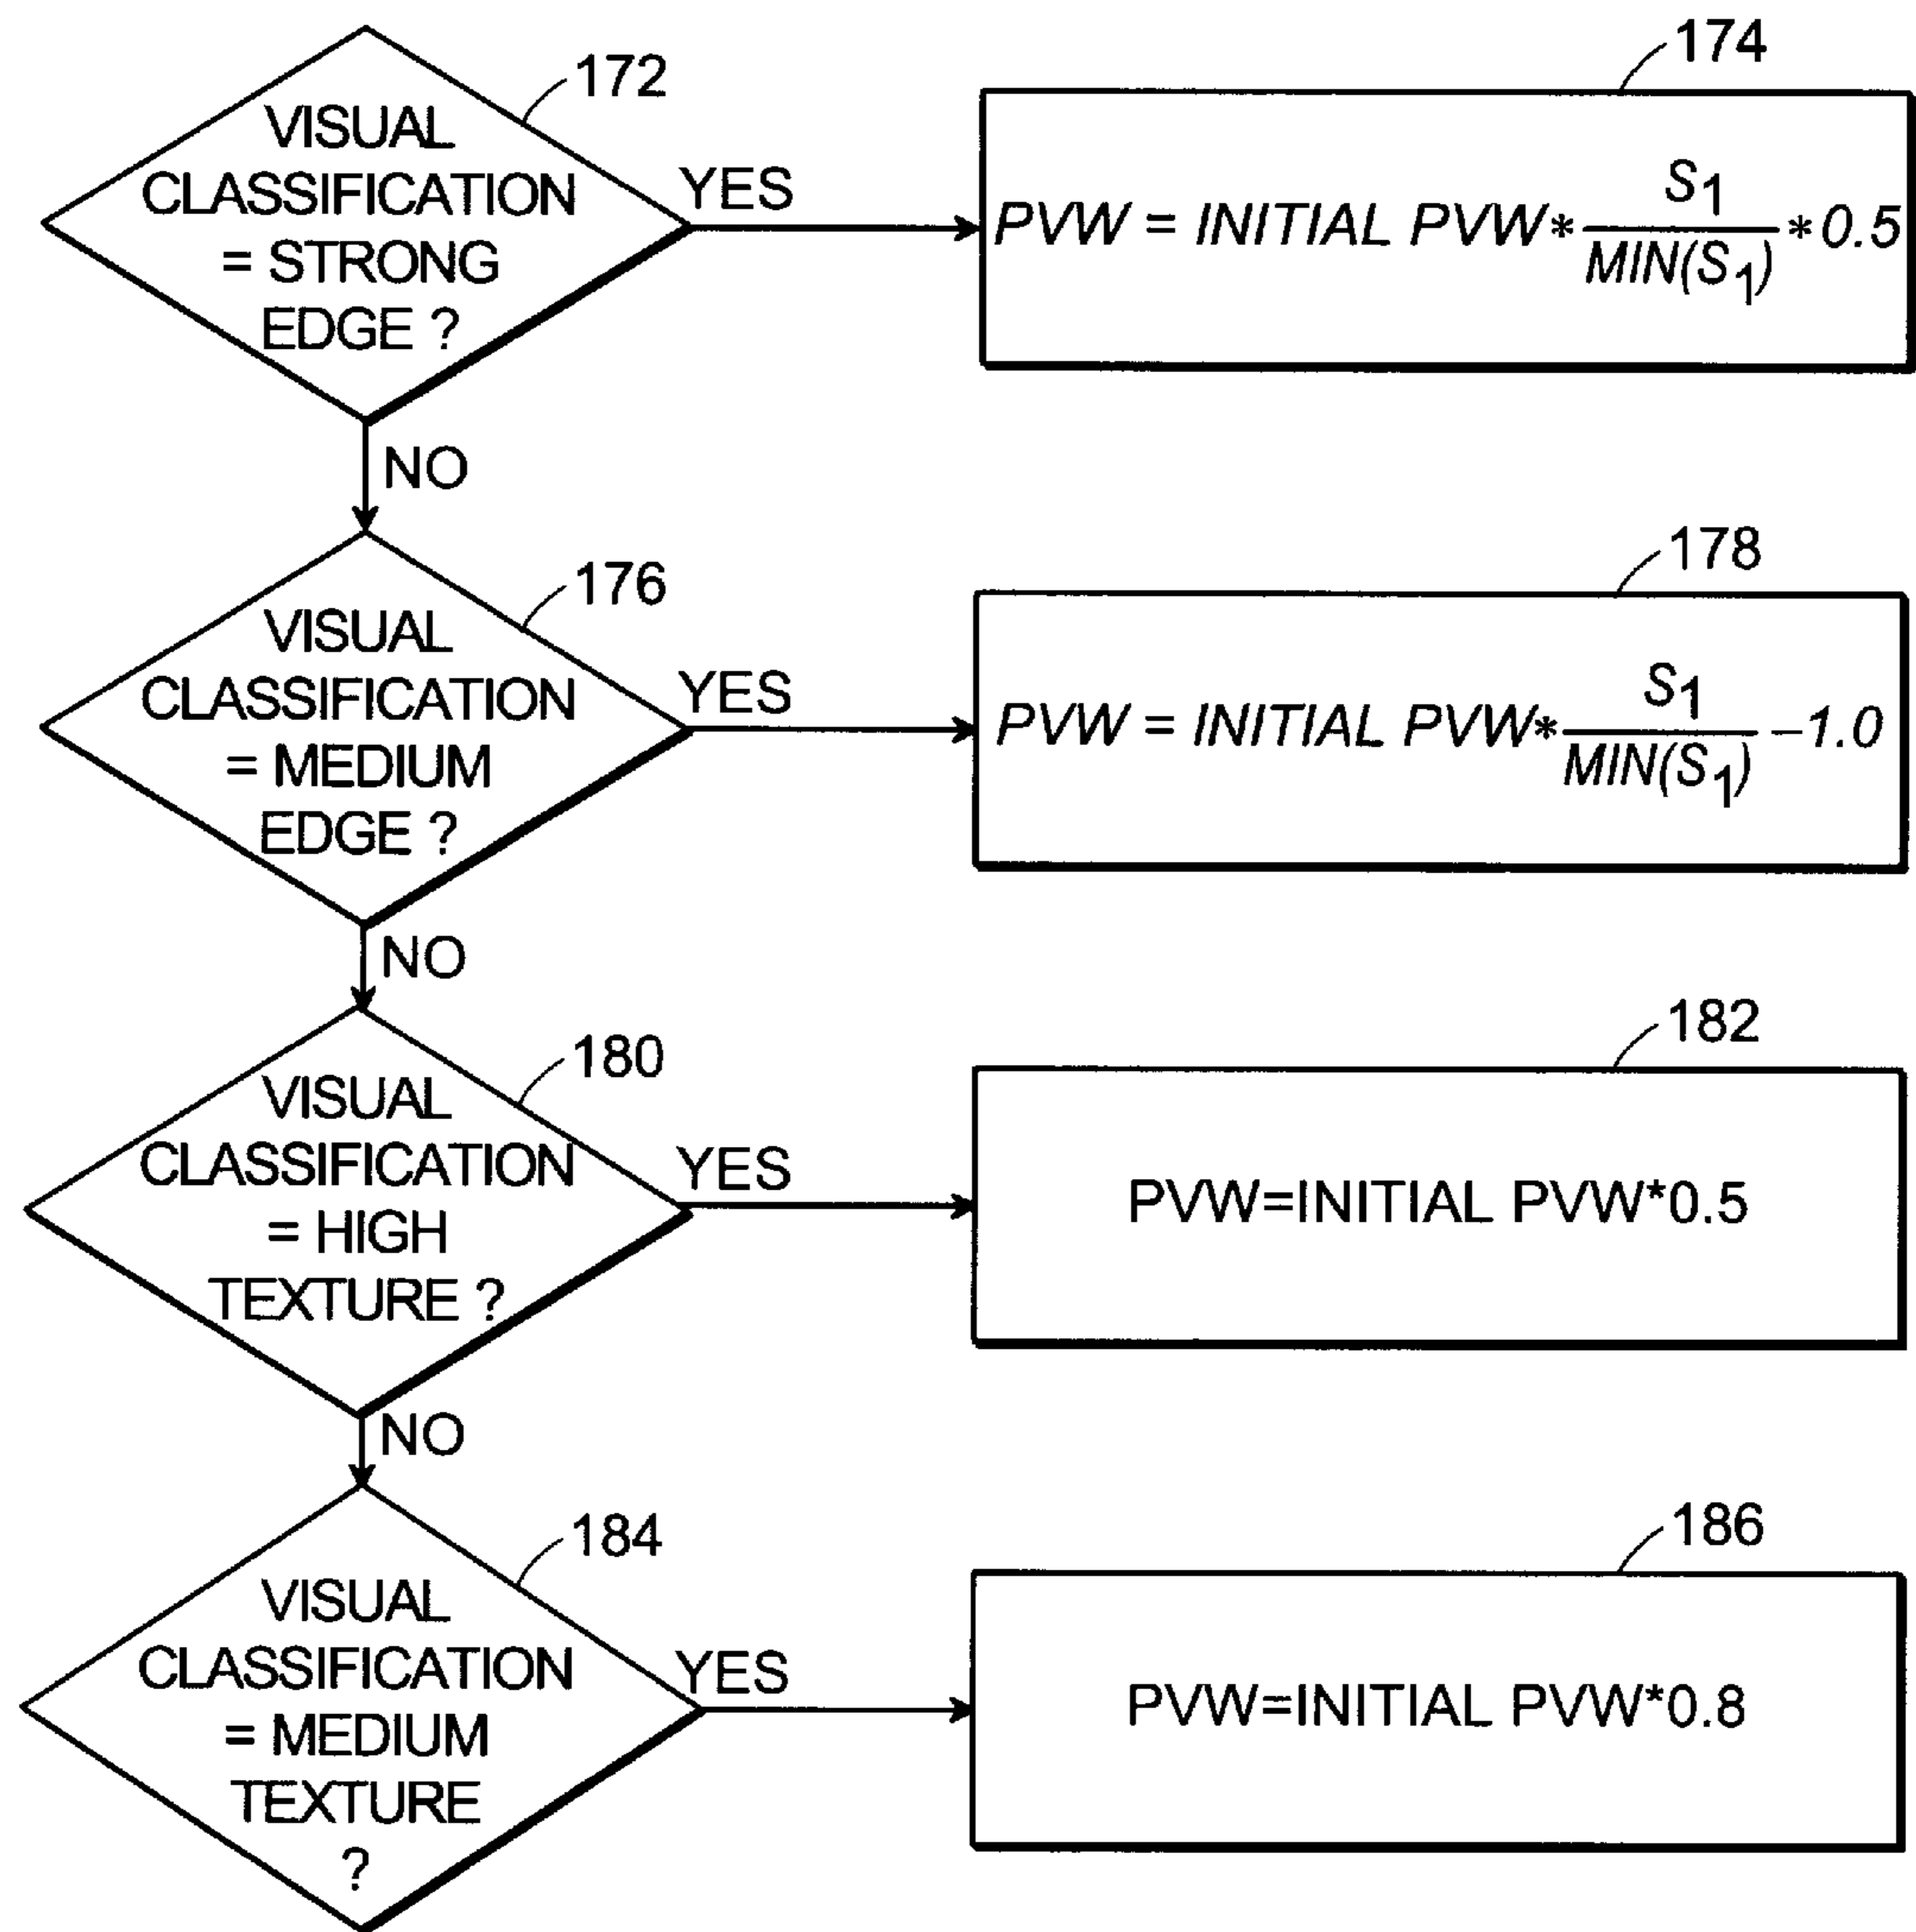 172
VISUAL
CLASSIFICATION
= STRONG
EDGE ?
YES
174
PVW = INITIAL PVW* S1 / MIN(S1) *0.5
NO
176
VISUAL
CLASSIFICATION
= MEDIUM
EDGE ?
YES
178
PVW = INITIAL PVW* S1 / MIN(S1) –1.0
NO
180
VISUAL
CLASSIFICATION
= HIGH
TEXTURE ?
YES
182
PVW=INITIAL PVW*0.5
NO
184
VISUAL
CLASSIFICATION
= MEDIUM
TEXTURE
?
YES
186
PVW=INITIAL PVW*0.8